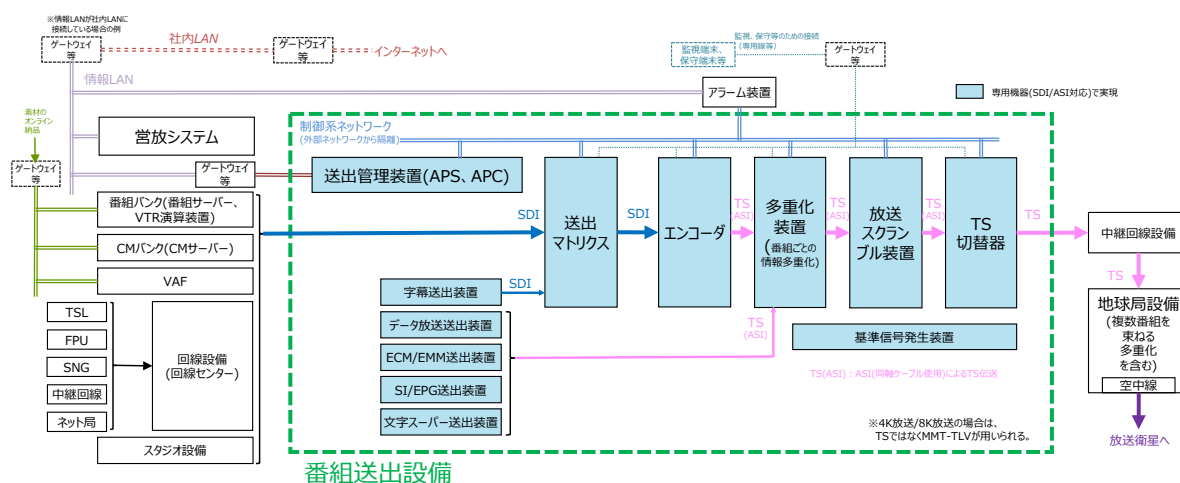 ※情報LANが社内LANに
接続している場合の例
ゲートウェイ
等
社内LAN
ゲートウェイ
等
インターネットへ
監視端末、
保守端末等
監視、保守等のための接続
（専用線等）
ゲートウェイ
等
情報LAN
アラーム装置
専用機器(SDI/ASI対応)で実現
素材の
オンライン
納品
営放システム
制御系ネットワーク
(外部ネットワークから隔離)
ゲートウェイ
等
ゲートウェイ
等
送出管理装置(APS、APC)
番組バンク(番組サーバー、
VTR演算装置)
CMバンク(CMサーバー)
VAF
SDI
送出
マトリクス
SDI
エンコーダ
TS
(ASI)
多重化
装置
(番組ごとの
情報多重化)
TS
(ASI)
放送
スクラン
ブル装置
TS
(ASI)
TS
切替器
TS
中継回線設備
TS
地球局設備
(複数番組を
束ねる
多重化
を含む)
空中線
放送衛星へ
字幕送出装置
SDI
データ放送送出装置
ECM/EMM送出装置
SI/EPG送出装置
文字スーパー送出装置
TS
(ASI)
基準信号発生装置
TS(ASI)：ASI(同軸ケーブル使用)によるTS伝送
TSL
FPU
SNG
中継回線
ネット局
回線設備
(回線センター)
スタジオ設備
※4K放送/8K放送の場合は、
TSではなくMMT-TLVが用いられる。
番組送出設備